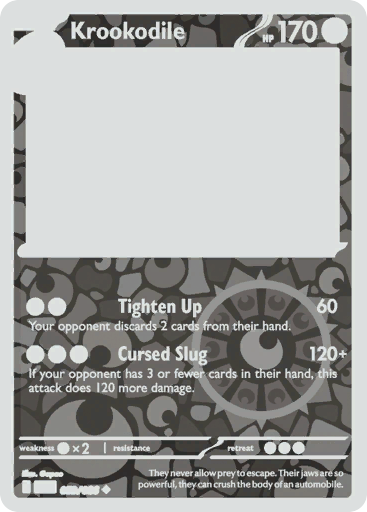 Krookodile
HP 170
Tighten Up 60
Your opponent discards 2 cards from their hand.
Cursed Slug 120+
If your opponent has 3 or fewer cards in their hand, this
attack does 120 more damage.
weakness ×2 resistance retreat
They never allow prey to escape. Their jaws are so
powerful, they can crush the body of an automobile.